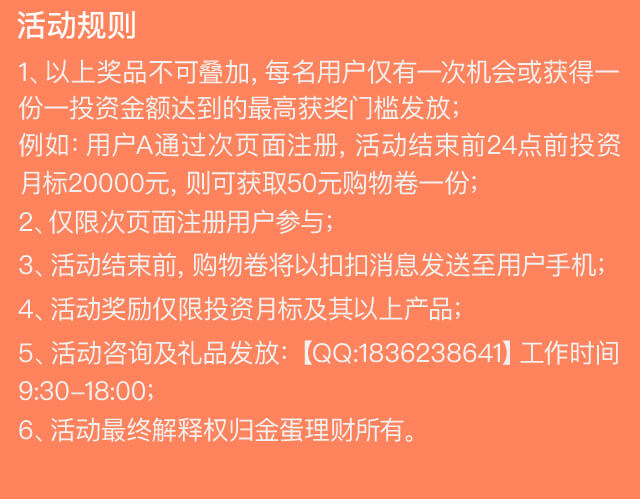 活动规则
1、以上奖品不可叠加, 每名用户仅有一次机会或获得一
份一投资金额达到的最高获奖门槛发放;
例如: 用户A通过次页面注册, 活动结束前24点前投资
月标20000元, 则可获取50元购物卷一份;
2、仅限次页面注册用户参与;
3、活动结束前, 购物卷将以扣扣消息发送至用户手机;
4、活动奖励仅限投资月标及其以上产品;
5、活动咨询及礼品发放:【QQ:1836238641】工作时间
9:30-18:00;
6、活动最终解释权归金蛋理财所有。